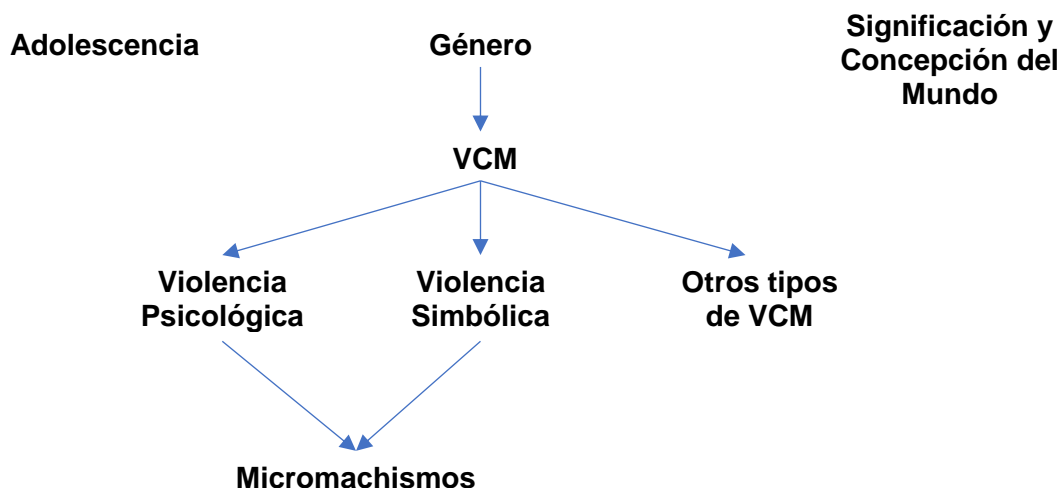 Adolescencia
Género
Significación y
Concepción del
Mundo
VCM
Violencia
Psicológica
Violencia
Simbólica
Otros tipos
de VCM
Micromachismos